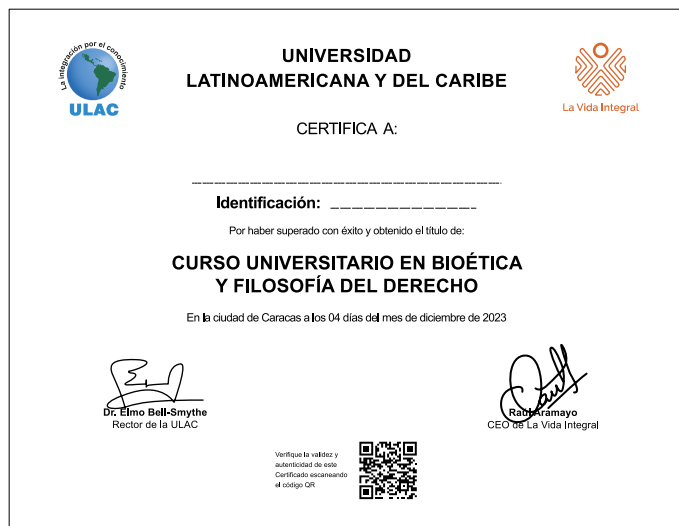 La integración por el conocimiento
ULAC
UNIVERSIDAD
LATINOAMERICANA Y DEL CARIBE
La Vida Integral
CERTIFICA A:
Identificación:
Por haber superado con éxito y obtenido el título de:
CURSO UNIVERSITARIO EN BIOÉTICA
Y FILOSOFÍA DEL DERECHO
En la ciudad de Caracas a los 04 días del mes de diciembre de 2023
Dr. Elmo Bell-Smythe
Rector de la ULAC
Raúl Aramayo
CEO de La Vida Integral
Verifique la validez y
autenticidad de este
Certificado escaneando
el código QR